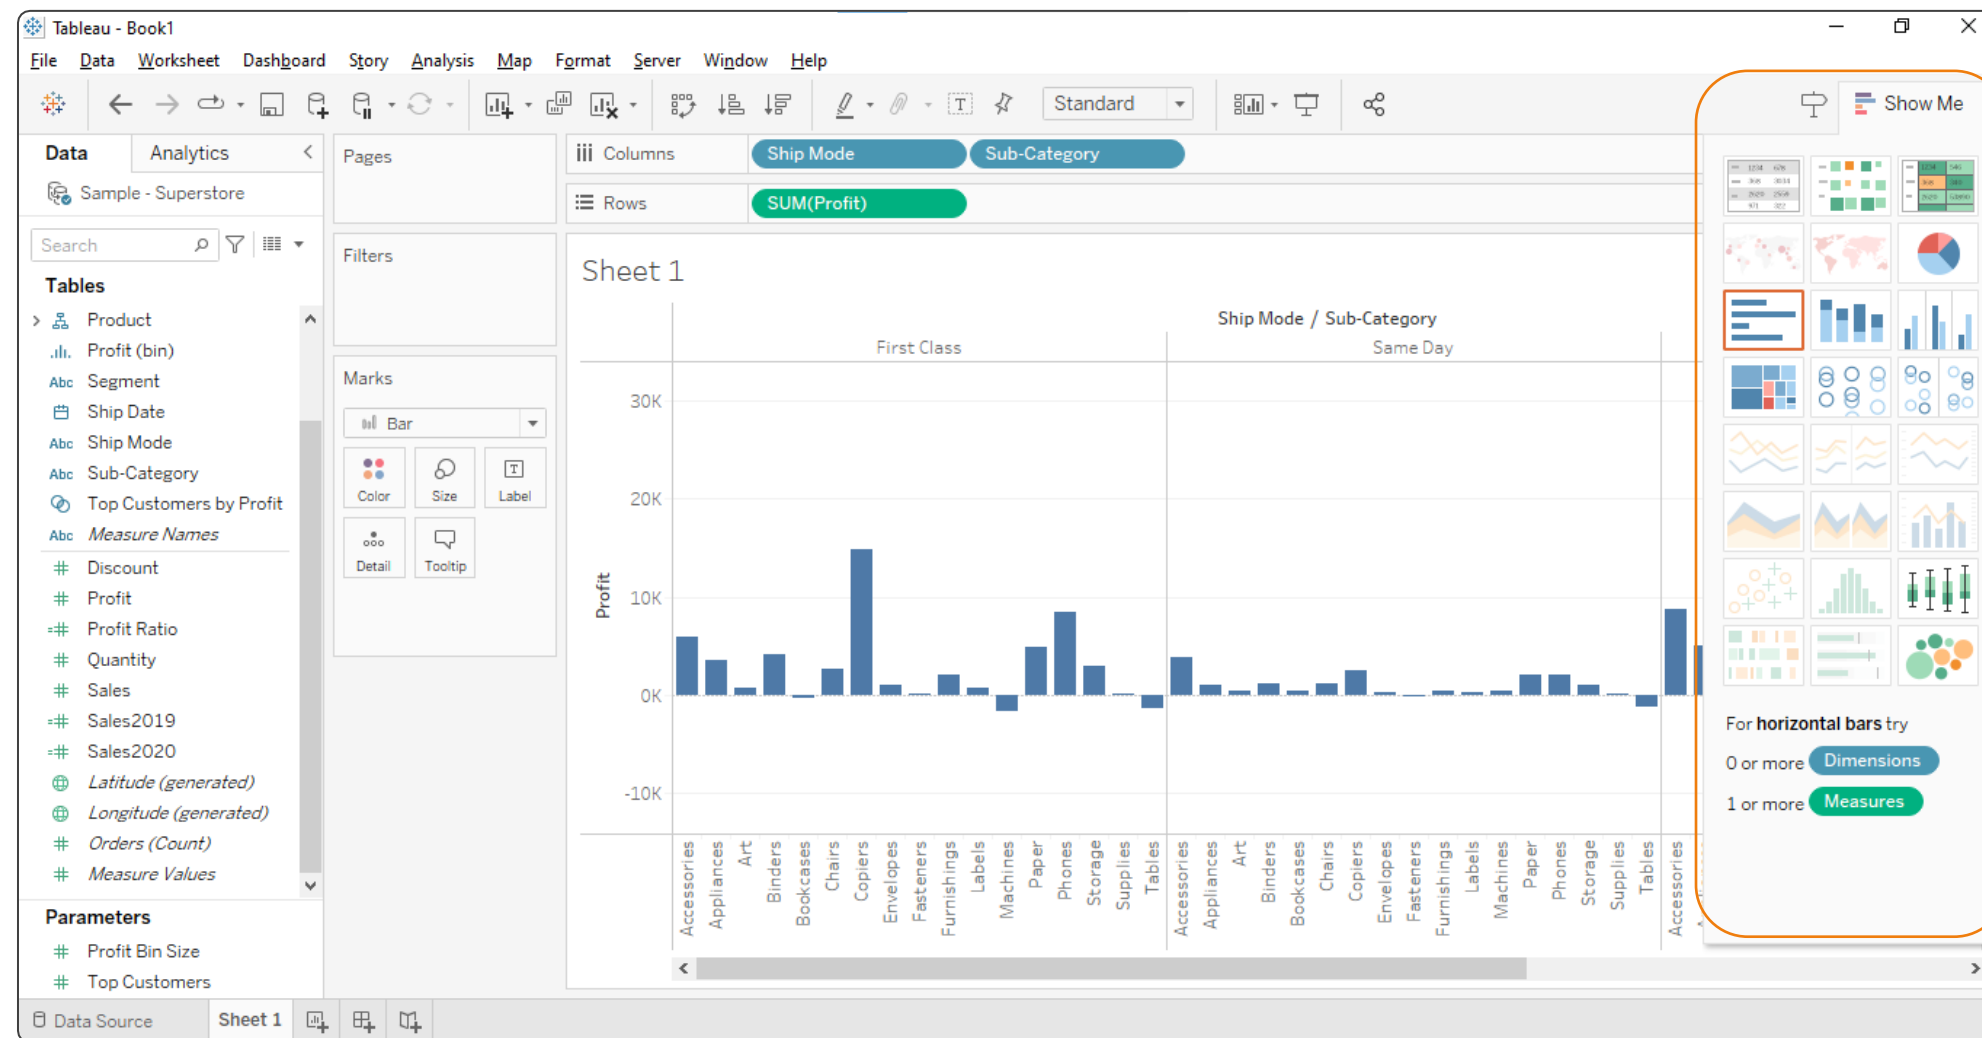 Tableau - Book1
File Data Worksheet Dashboard Story Analysis Map Format Server Window Help
Standard
Show Me
Data Analytics
Sample - Superstore
Search
Tables
Product
Profit (bin)
Abc Segment
Ship Date
Abc Ship Mode
Abc Sub-Category
Top Customers by Profit
Abc Measure Names
# Discount
# Profit
=# Profit Ratio
# Quantity
# Sales
=# Sales2019
=# Sales2020
Latitude (generated)
Longitude (generated)
# Orders (Count)
# Measure Values
Parameters
# Profit Bin Size
# Top Customers
Pages
Filters
Marks
Bar
Color Size Label
Detail Tooltip
Columns Ship Mode Sub-Category
Rows SUM(Profit)
Sheet 1
Ship Mode / Sub-Category
First Class Same Day
30K
20K
10K
0K
-10K
Profit
Accessories Appliances Art Binders Bookcases Chairs Copiers Envelopes Fasteners Furnishings Labels Machines Paper Phones Storage Supplies Tables
Accessories Appliances Art Binders Bookcases Chairs Copiers Envelopes Fasteners Furnishings Labels Machines Paper Phones Storage Supplies Tables
Accessories
For horizontal bars try
0 or more Dimensions
1 or more Measures
Data Source Sheet 1